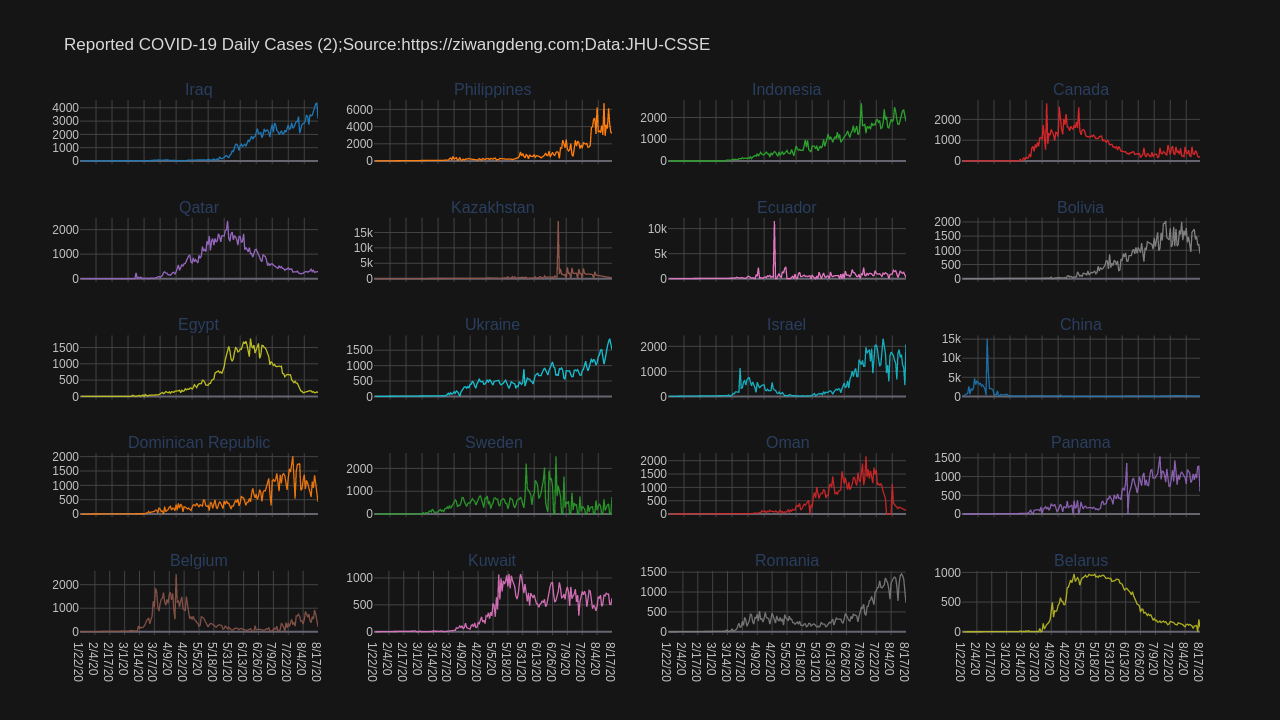 Reported COVID-19 Daily Cases (2);Source:https://ziwangdeng.com;Data:JHU-CSSE
Iraq Philippines Indonesia Canada
4000 3000 2000 1000 0
6000 4000 2000 0
2000 1000 0
2000 1000 0
Qatar Kazakhstan Ecuador Bolivia
2000 1000 0
15k 10k 5k 0
10k 5k 0
2000 1500 1000 500 0
Egypt Ukraine Israel China
1500 1000 500 0
1500 1000 500 0
2000 1000 0
15k 10k 5k 0
Dominican Republic Sweden Oman Panama
2000 1500 1000 500 0
2000 1000 0
2000 1500 1000 500 0
1500 1000 500 0
Belgium Kuwait Romania Belarus
2000 1000 0
1000 500 0
1500 1000 500 0
1000 500 0
1/22/20 2/4/20 3/1/20 3/14/20 3/27/20 4/9/20 4/22/20 5/5/20 5/18/20 5/31/20 6/13/20 6/26/20 7/9/20 7/22/20 8/4/20 8/17/20
1/22/20 2/4/20 3/1/20 3/14/20 3/27/20 4/9/20 4/22/20 5/5/20 5/18/20 5/31/20 6/13/20 6/26/20 7/9/20 7/22/20 8/4/20 8/17/20
1/22/20 2/4/20 3/1/20 3/14/20 3/27/20 4/9/20 4/22/20 5/5/20 5/18/20 5/31/20 6/13/20 6/26/20 7/9/20 7/22/20 8/4/20 8/17/20
1/22/20 2/4/20 3/1/20 3/14/20 3/27/20 4/9/20 4/22/20 5/5/20 5/18/20 5/31/20 6/13/20 6/26/20 7/9/20 7/22/20 8/4/20 8/17/20